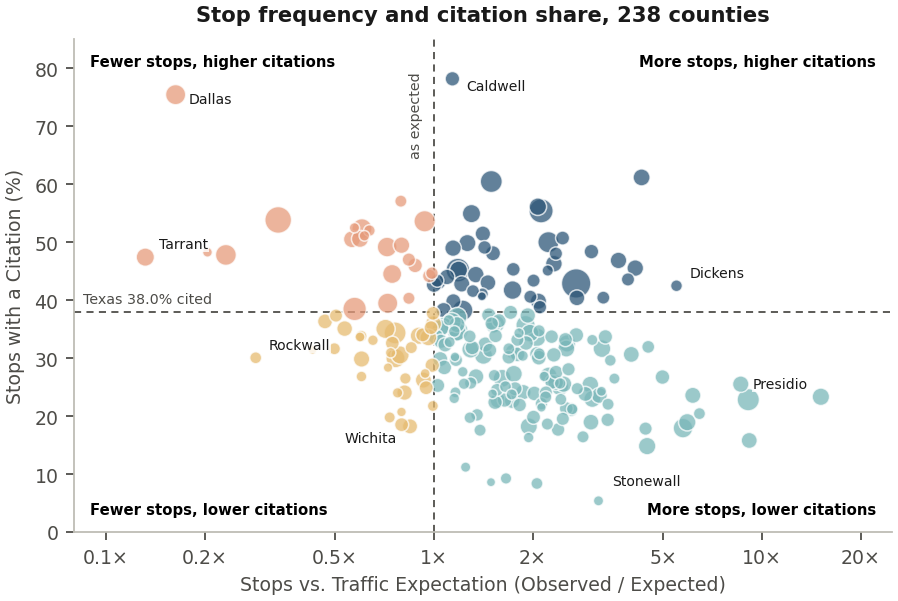 Stop frequency and citation share, 238 counties
Fewer stops, higher citations
More stops, higher citations
Dallas
Caldwell
as expected
Tarrant
Dickens
Texas 38.0% cited
Rockwall
Presidio
Wichita
Stonewall
Fewer stops, lower citations
More stops, lower citations
Stops with a Citation (%)
80
70
60
50
40
30
20
10
0
0.1×
0.2×
0.5×
1×
2×
5×
10×
20×
Stops vs. Traffic Expectation (Observed / Expected)